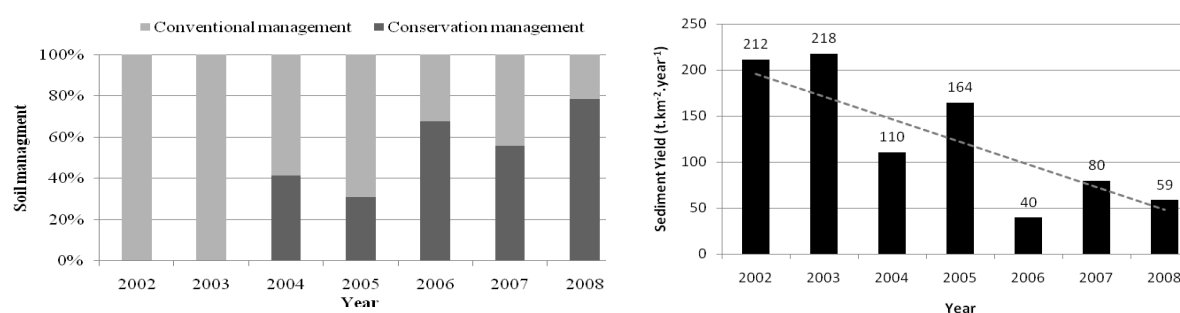 Conventional management Conservation management
100%
80%
60%
40%
20%
0%
Soil managment
2002 2003 2004 2005 2006 2007 2008
Year
250
200
150
100
50
0
Sediment Yield (t.km-2.year-1)
212 218 110 164 40 80 59
2002 2003 2004 2005 2006 2007 2008
Year